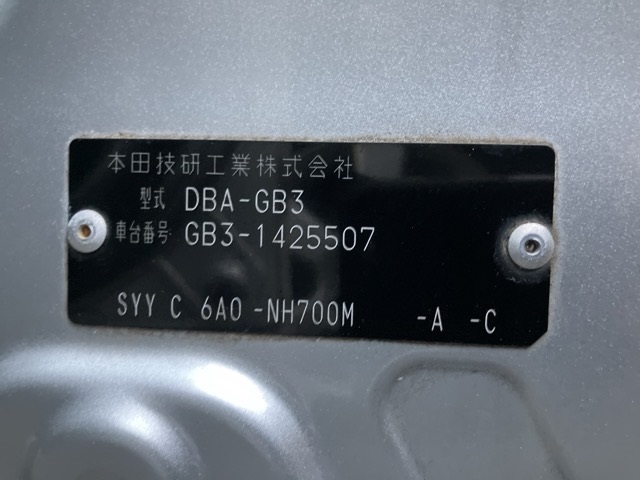 本田技研工業株式会社
型式 DBA-GB3
車台番号 GB3-1425507
SYY C 6A0 -NH700M -A -C